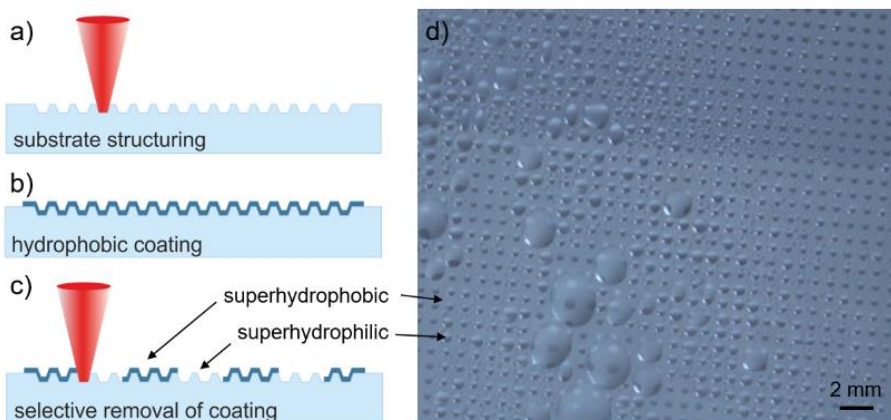 a)
substrate structuring
b)
hydrophobic coating
c)
superhydrophobic
superhydrophilic
selective removal of coating
d)
2 mm